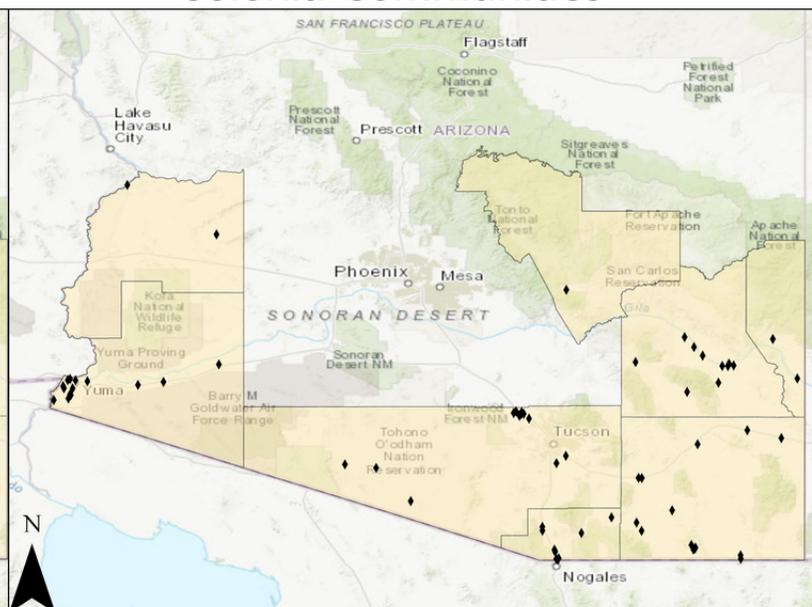 SAN FRANCISCO PLATEAU
Flagstaff
Coconino
National
Forest
Petrified
Forest
National
Park
Lake
Havasu
City
Prescott
National
Forest
Prescott
ARIZONA
Sitgreaves
National
Forest
Tonto
National
Forest
Fort Apache
Reservation
Apache
National
Forest
Phoenix
Mesa
San Carlos
Reservation
Gila
Kofa
National
Wildlife
Refuge
SONORAN DESERT
Yuma Proving
Ground
Sonoran
Desert NM
Yuma
Barry M
Goldwater Air
Force Range
Ironwood
Forest NM
Tohono
O'odham
Nation
Reservation
Tucson
N
Nogales